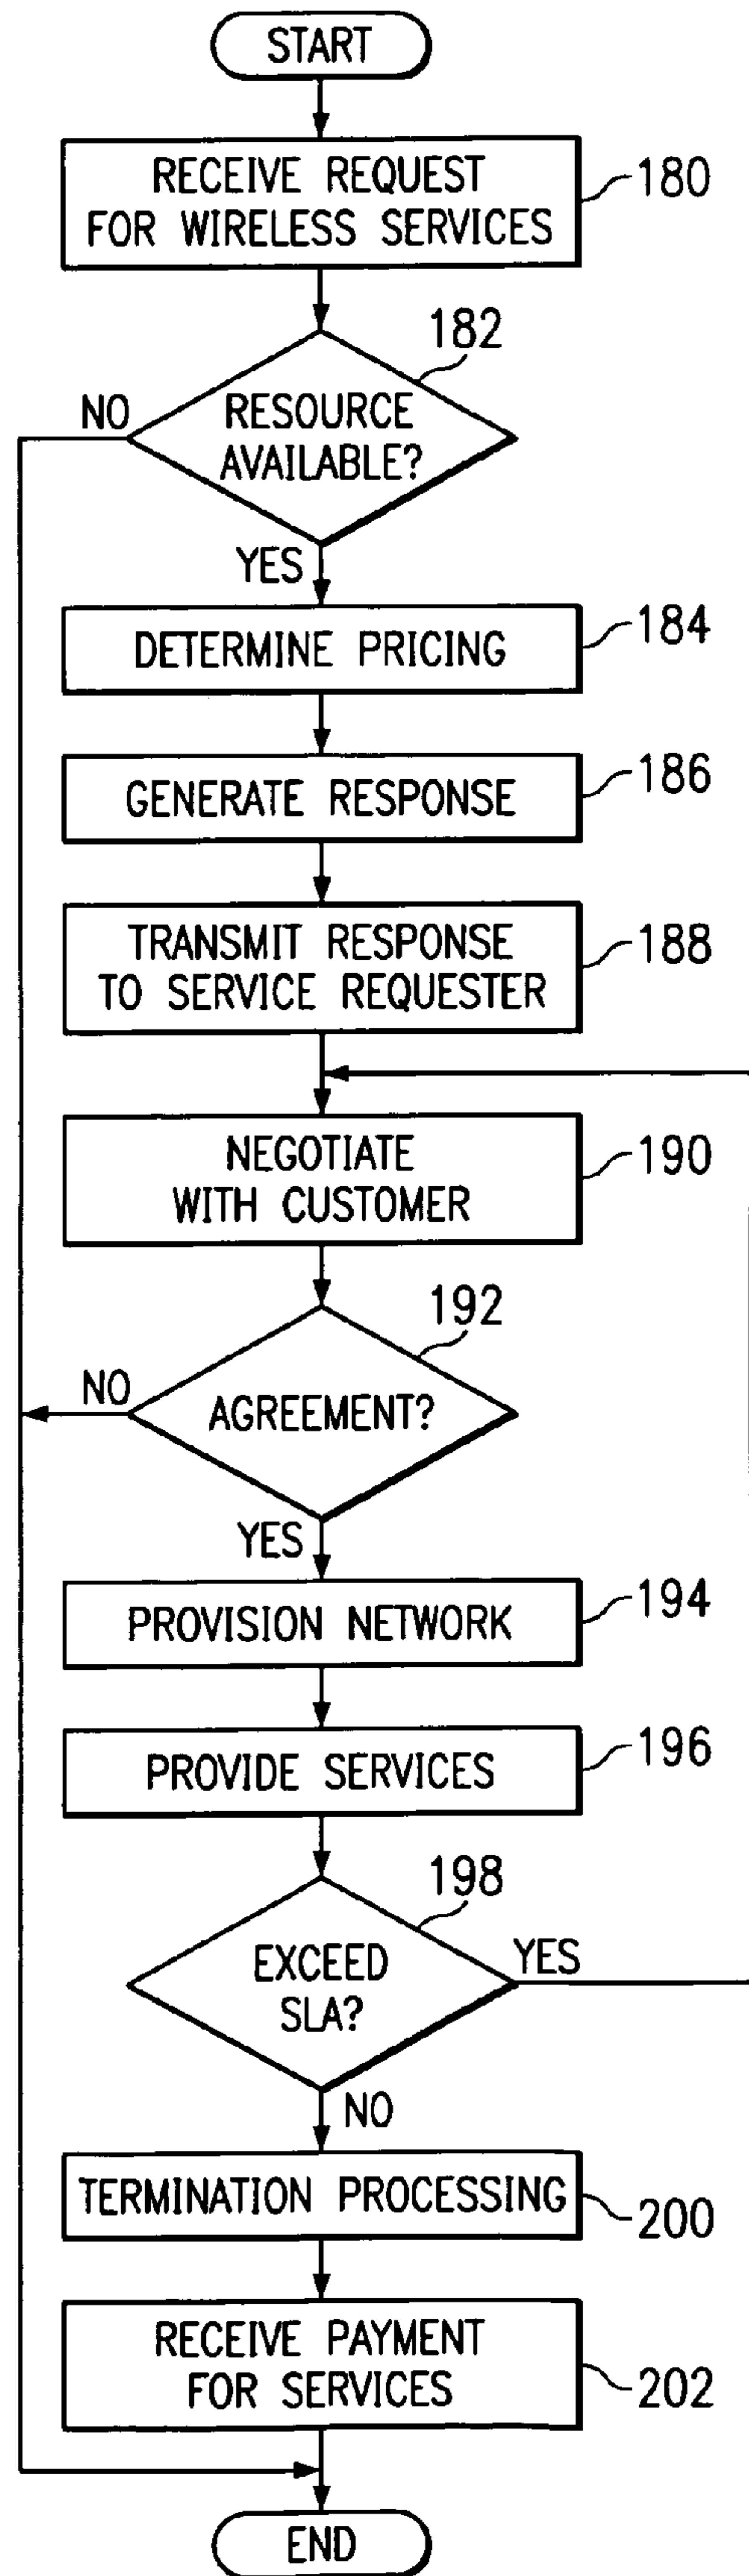 START
RECEIVE REQUEST
FOR WIRELESS SERVICES
180
182
RESOURCE
AVAILABLE?
NO
YES
DETERMINE PRICING
184
GENERATE RESPONSE
186
TRANSMIT RESPONSE
TO SERVICE REQUESTER
188
NEGOTIATE
WITH CUSTOMER
190
192
AGREEMENT?
NO
YES
PROVISION NETWORK
194
PROVIDE SERVICES
196
198
EXCEED
SLA?
YES
NO
TERMINATION PROCESSING
200
RECEIVE PAYMENT
FOR SERVICES
202
END